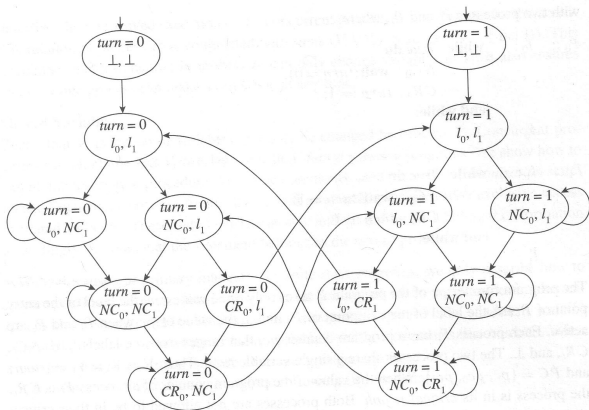 turn = 0
⊥, ⊥
turn = 1
⊥, ⊥
turn = 0
l₀, l₁
turn = 1
l₀, l₁
turn = 0
l₀, NC₁
turn = 0
NC₀, l₁
turn = 1
l₀, NC₁
turn = 1
NC₀, l₁
turn = 0
NC₀, NC₁
turn = 0
CR₀, l₁
turn = 1
l₀, CR₁
turn = 1
NC₀, NC₁
turn = 0
CR₀, NC₁
turn = 1
NC₀, CR₁